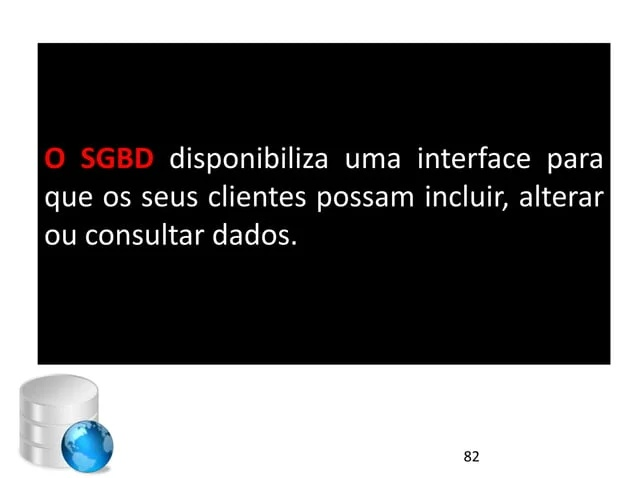 O SGBD disponibiliza uma interface para
que os seus clientes possam incluir, alterar
ou consultar dados.
82